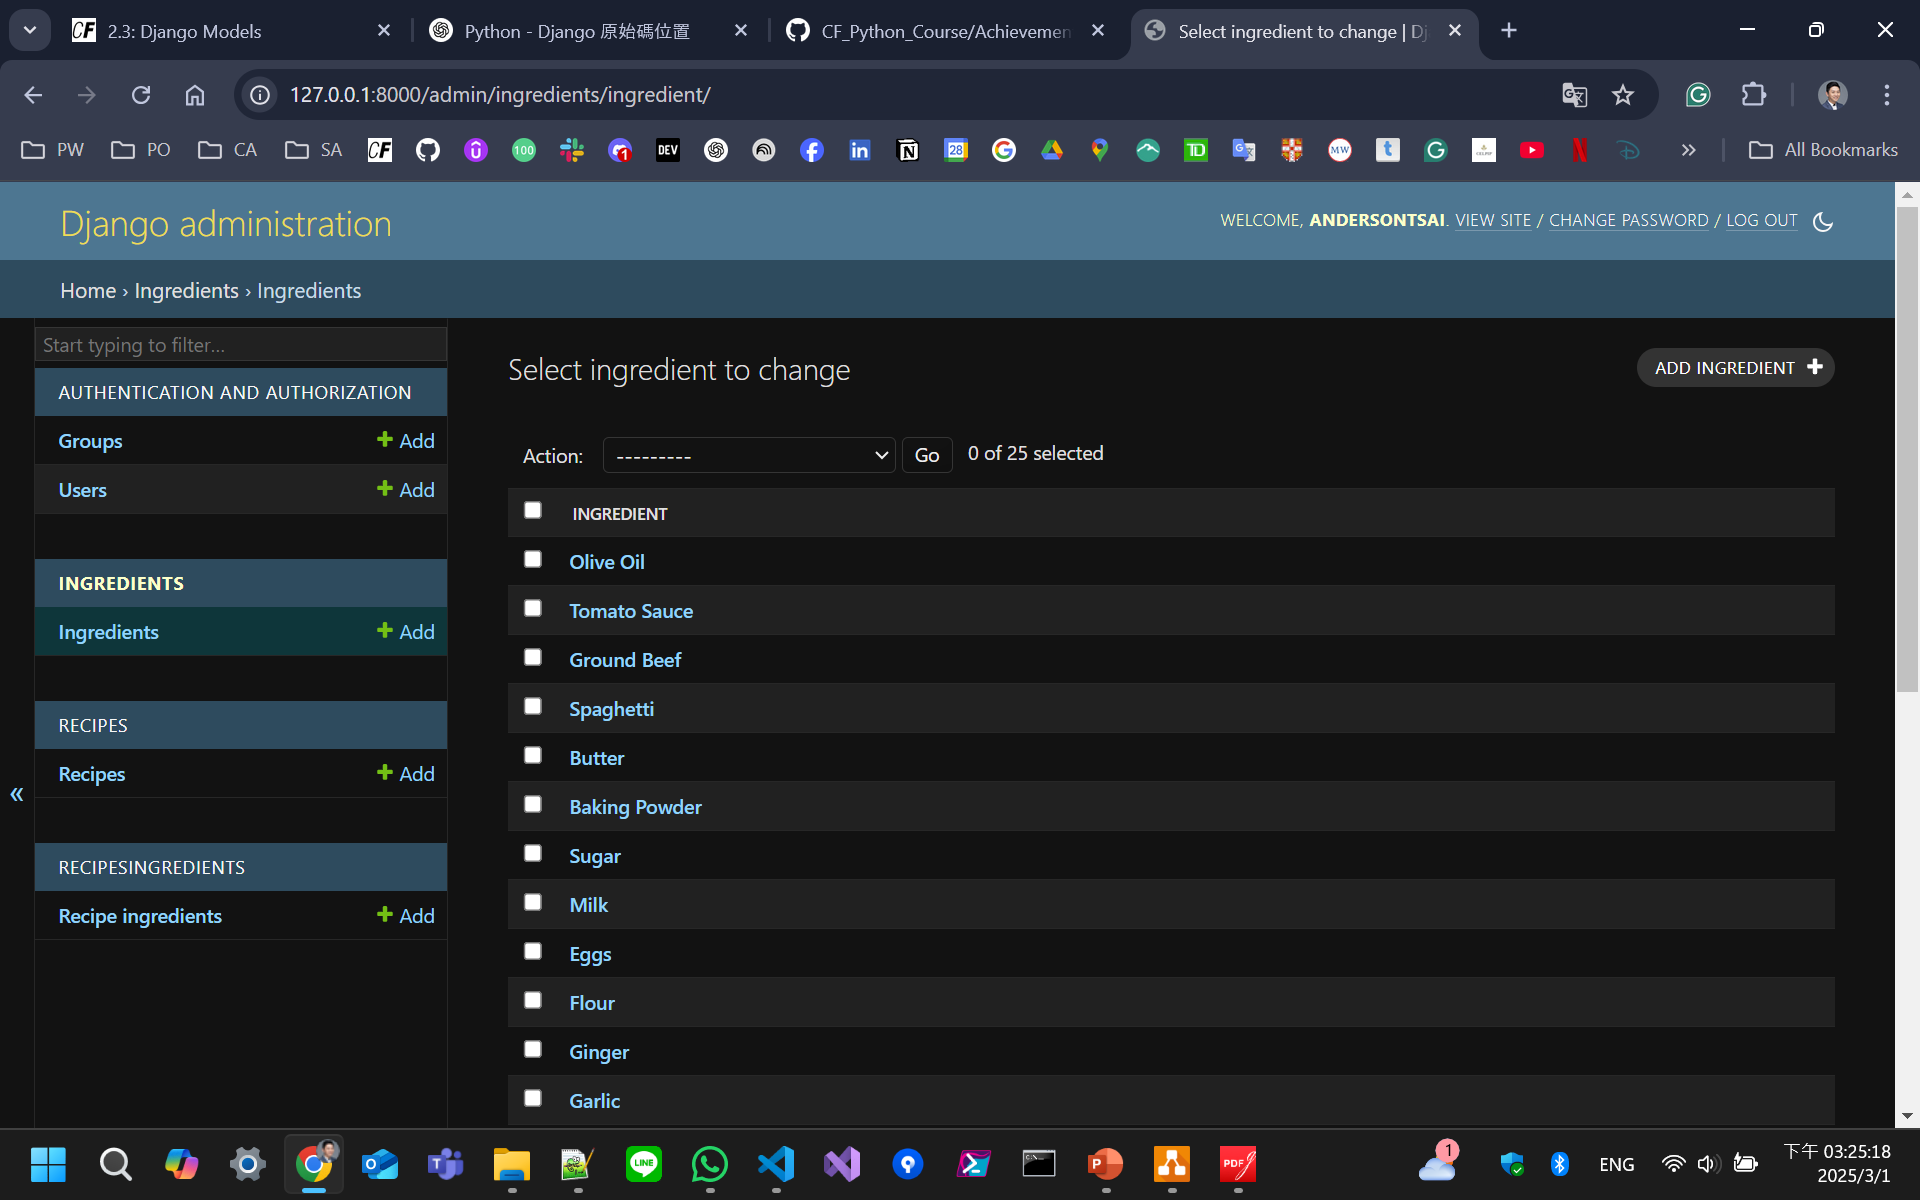 2.3: Django Models
Python - Django 原始碼位置
CF_Python_Course/Achievemen
Select ingredient to change | Dj
127.0.0.1:8000/admin/ingredients/ingredient/
PW
PO
CA
SA
All Bookmarks
Django administration
WELCOME, ANDERSONTSAI. VIEW SITE / CHANGE PASSWORD / LOG OUT
Home › Ingredients › Ingredients
Start typing to filter...
AUTHENTICATION AND AUTHORIZATION
Groups
Add
Users
Add
INGREDIENTS
Ingredients
Add
RECIPES
Recipes
Add
RECIPESINGREDIENTS
Recipe ingredients
Add
«
Select ingredient to change
ADD INGREDIENT
Action:
---------
Go
0 of 25 selected
INGREDIENT
Olive Oil
Tomato Sauce
Ground Beef
Spaghetti
Butter
Baking Powder
Sugar
Milk
Eggs
Flour
Ginger
Garlic
1
ENG
下午 03:25:18
2025/3/1